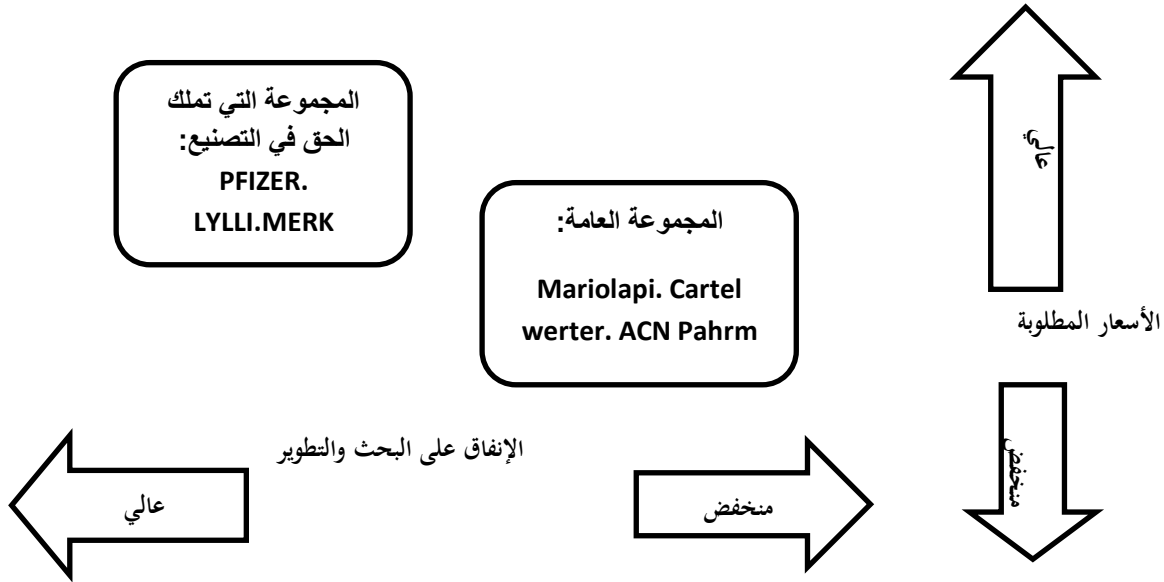 المجموعة التي تملك
الحق في التصنيع:
PFIZER.
LYLLI.MERK
المجموعة العامة:
Mariolapi. Cartel
werter. ACN Pahrm
عالي
الأسعار المطلوبة
منخفض
الإنفاق على البحث والتطوير
منخفض
عالي